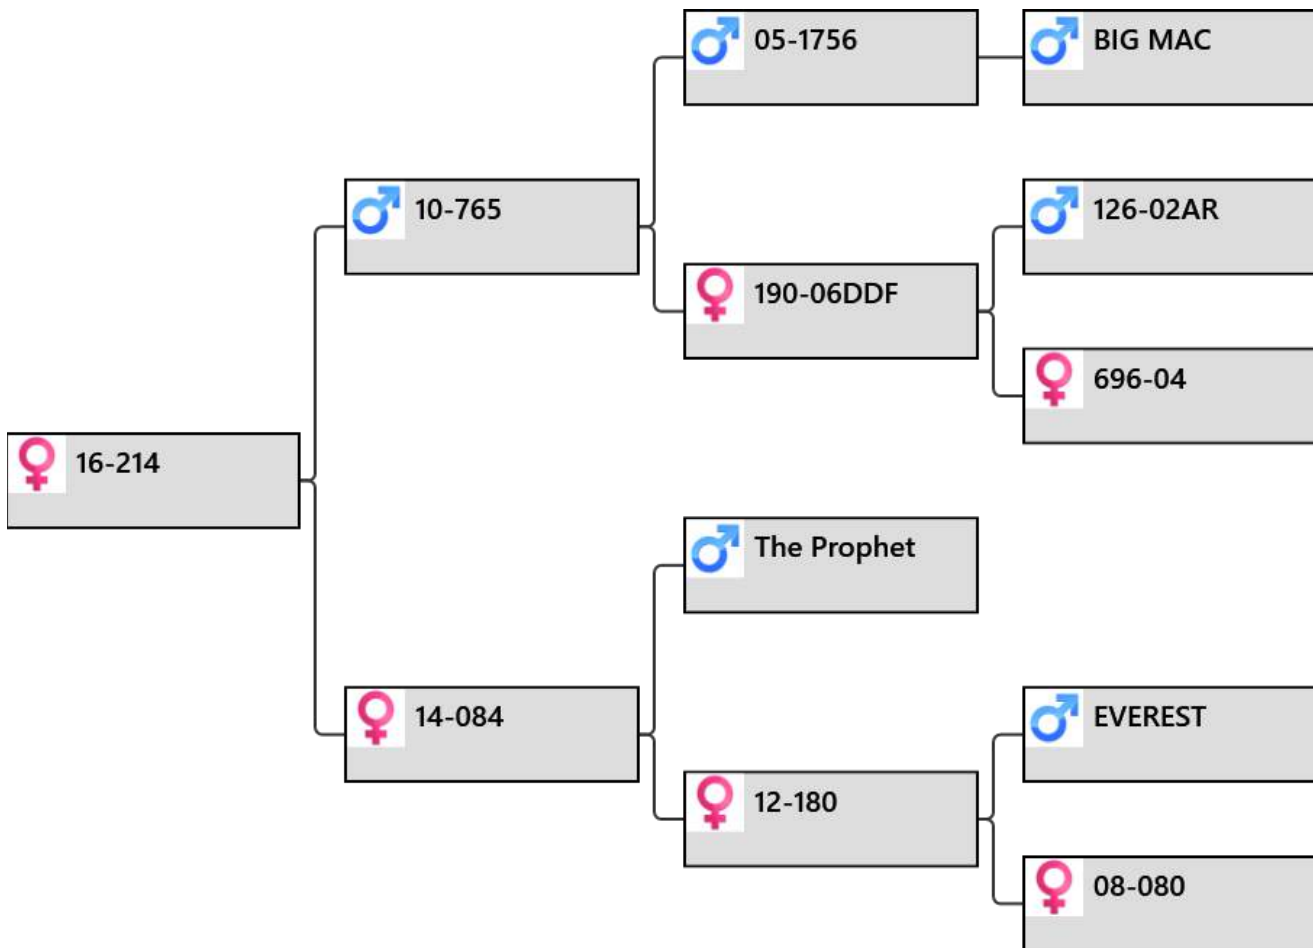 05-1756
BIG MAC
10-765
126-02AR
190-06DDF
696-04
16-214
The Prophet
14-084
EVEREST
12-180
08-080